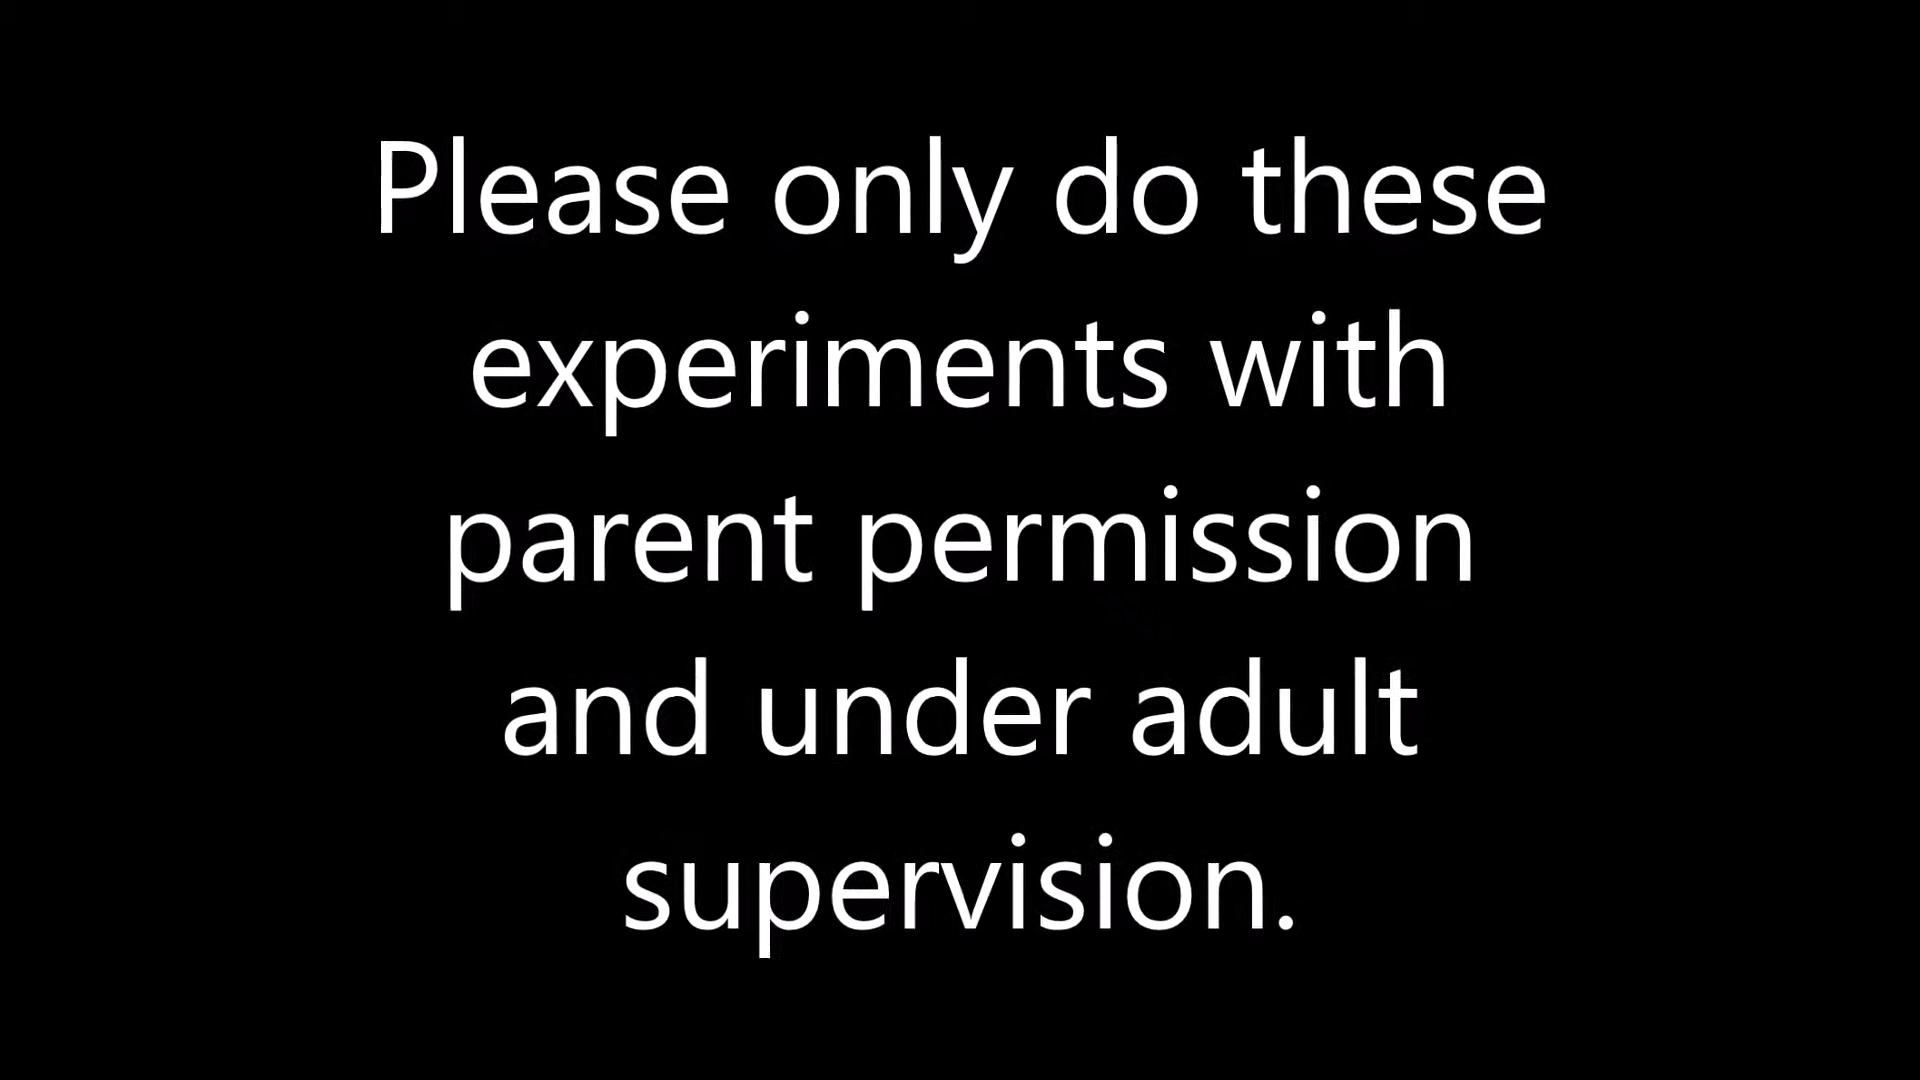 Please only do these
experiments with
parent permission
and under adult
supervision.